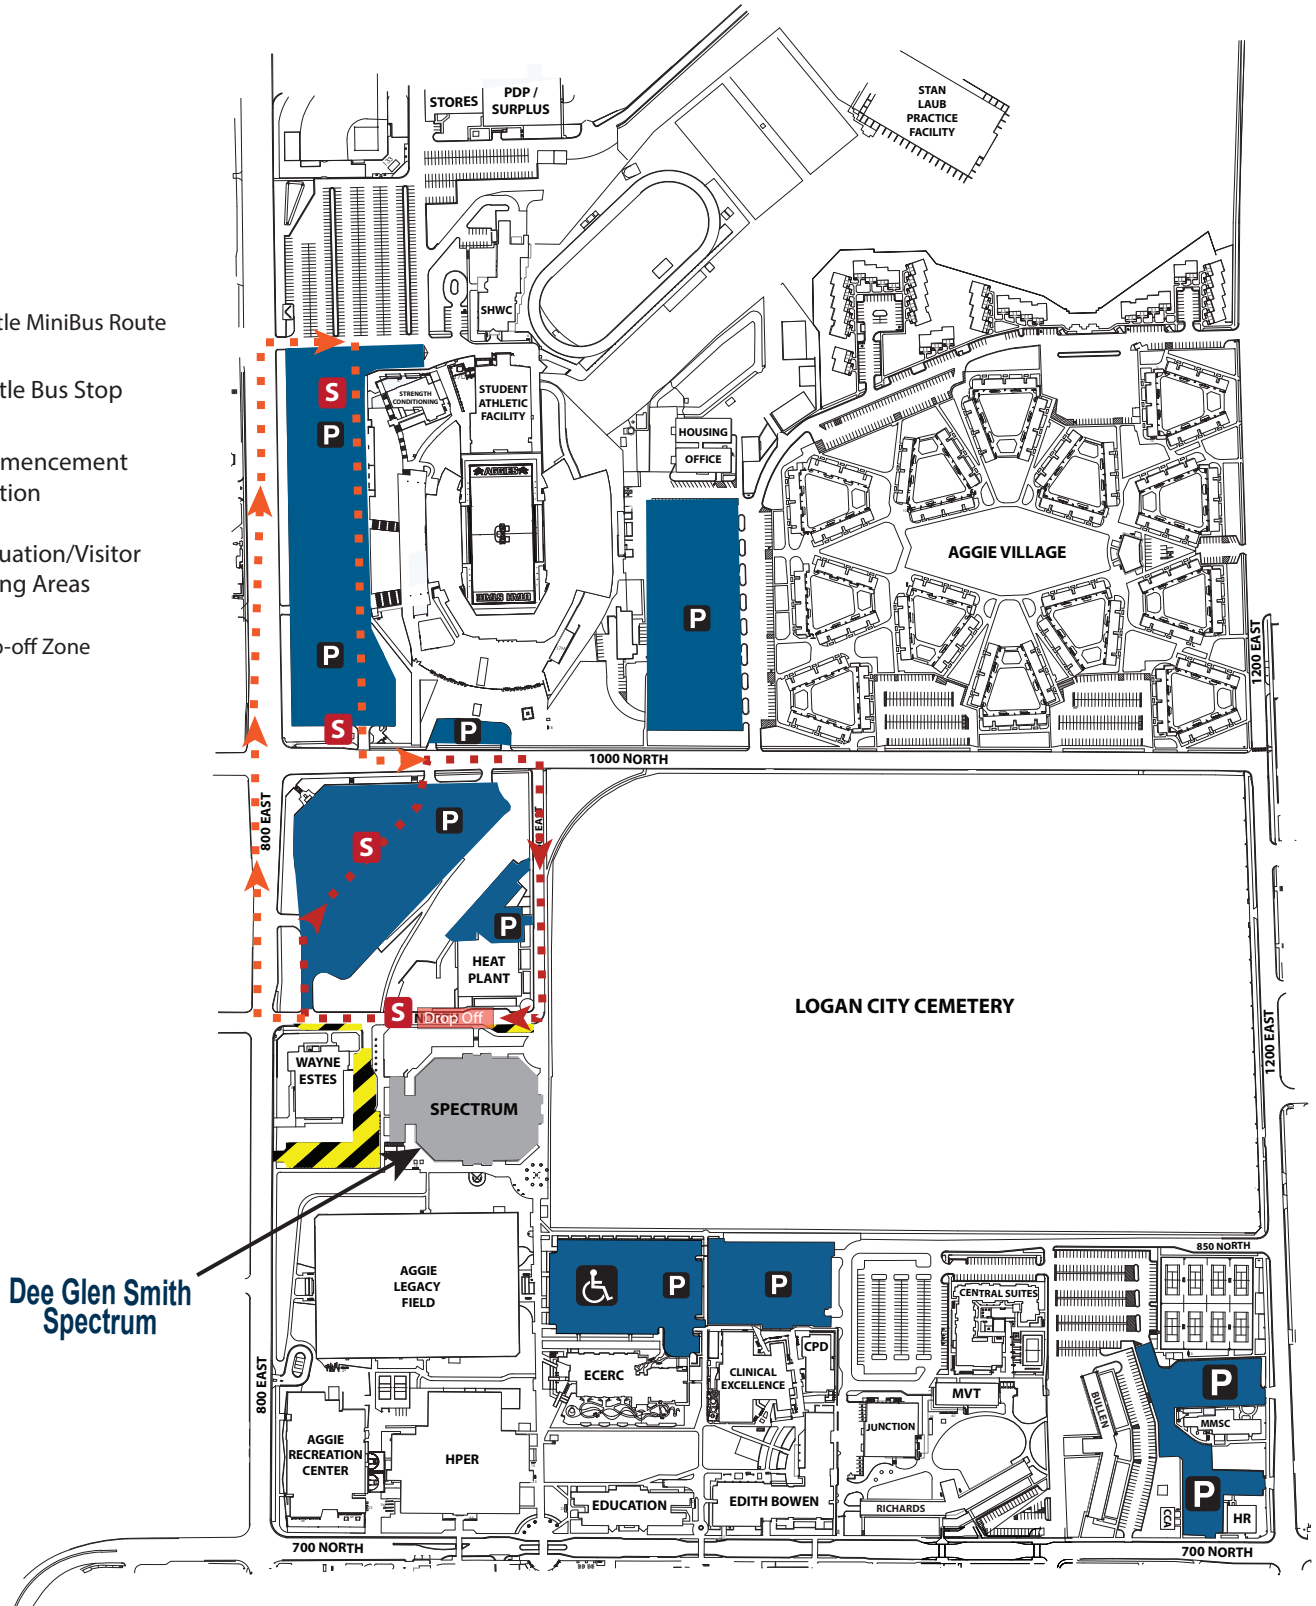 STORES
PDP /
SURPLUS
STAN
LAUB
PRACTICE
FACILITY
SHWC
tle MiniBus Route
tle Bus Stop
mencement
tion
uation/Visitor
ng Areas
-off Zone
S
P
STRENGTH
CONDITIONING
STUDENT
ATHLETIC
FACILITY
AGGIES
UTAH STATE
HOUSING
OFFICE
AGGIE VILLAGE
P
P
S
P
1000 NORTH
1200 EAST
800 EAST
P
S
EAST
P
HEAT
PLANT
S
Drop Off
LOGAN CITY CEMETERY
1200 EAST
WAYNE
ESTES
SPECTRUM
Dee Glen Smith
Spectrum
AGGIE
LEGACY
FIELD
850 NORTH
P
P
CENTRAL SUITES
ECERC
CLINICAL
EXCELLENCE
CPD
MVT
BULLEN
P
MMSC
800 EAST
AGGIE
RECREATION
CENTER
HPER
JUNCTION
EDUCATION
EDITH BOWEN
RICHARDS
P
CCA
HR
700 NORTH
700 NORTH